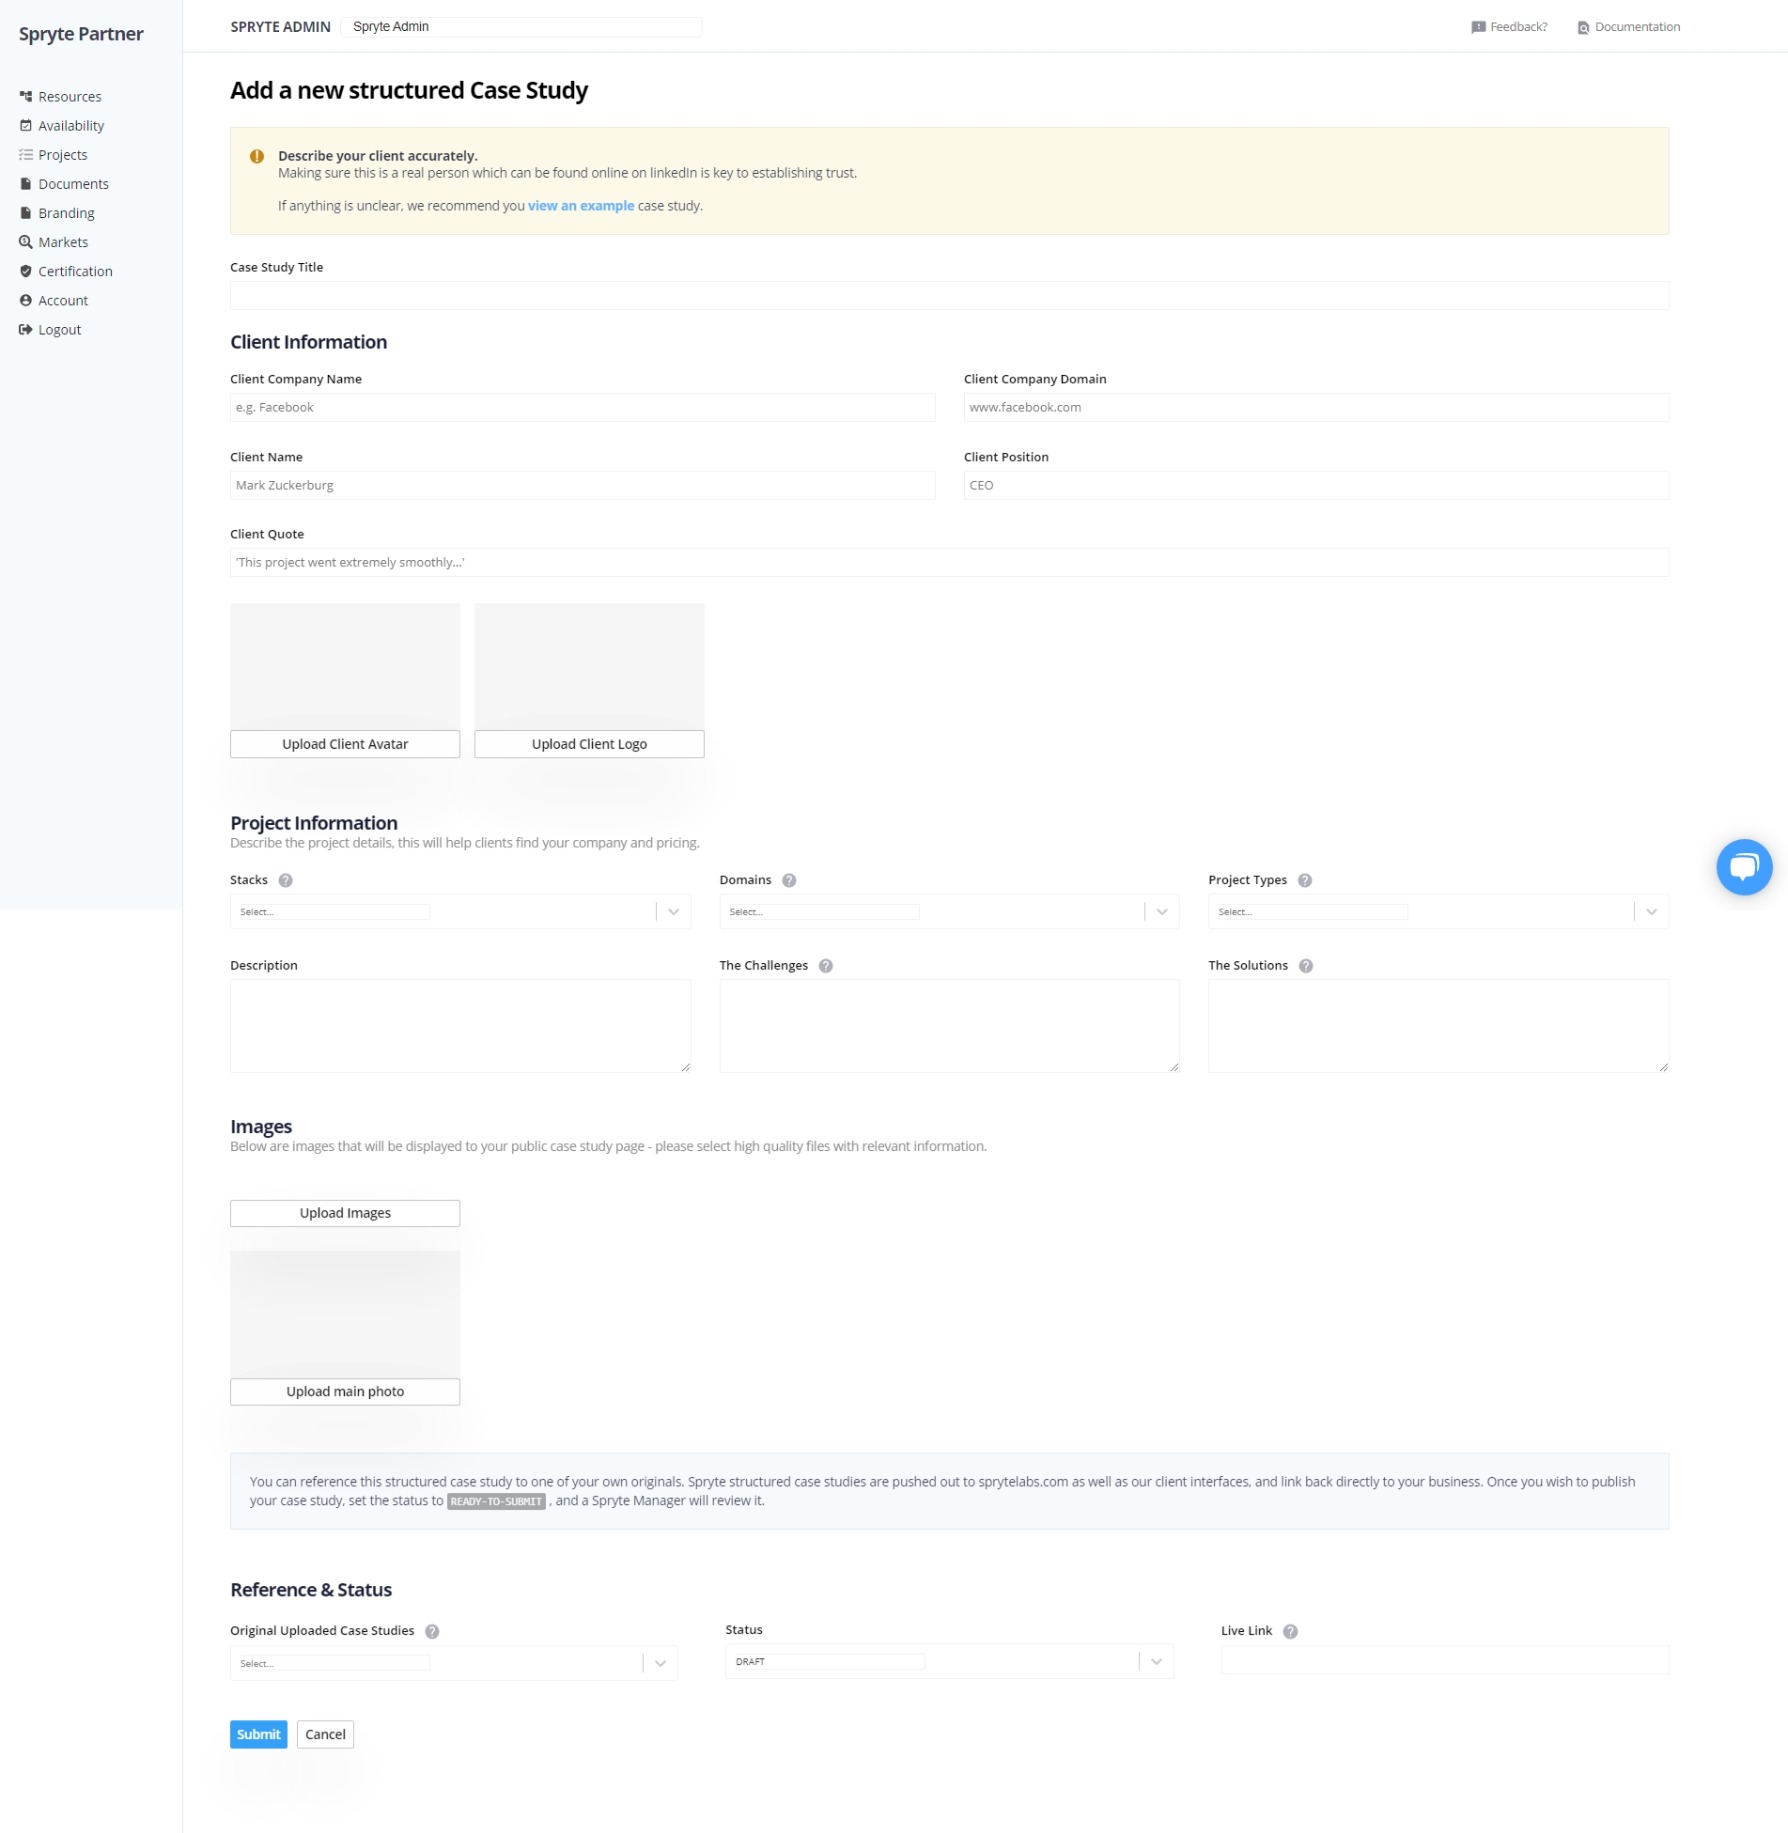 Spryte Partner
SPRYTE ADMIN Spryte Admin
Feedback? Documentation
Resources
Availability
Projects
Documents
Branding
Markets
Certification
Account
Logout
Add a new structured Case Study
Describe your client accurately.
Making sure this is a real person which can be found online on linkedIn is key to establishing trust.
If anything is unclear, we recommend you view an example case study.
Case Study Title
Client Information
Client Company Name Client Company Domain
e.g. Facebook www.facebook.com
Client Name Client Position
Mark Zuckerburg CEO
Client Quote
'This project went extremely smoothly...'
Upload Client Avatar Upload Client Logo
Project Information
Describe the project details, this will help clients find your company and pricing.
Stacks Domains Project Types
Select... Select... Select...
Description The Challenges The Solutions
Images
Below are images that will be displayed to your public case study page - please select high quality files with relevant information.
Upload Images
Upload main photo
You can reference this structured case study to one of your own originals. Spryte structured case studies are pushed out to sprytelabs.com as well as our client interfaces, and link back directly to your business. Once you wish to publish
your case study, set the status to READY-TO-SUBMIT , and a Spryte Manager will review it.
Reference & Status
Original Uploaded Case Studies Status Live Link
Select... DRAFT
Submit Cancel